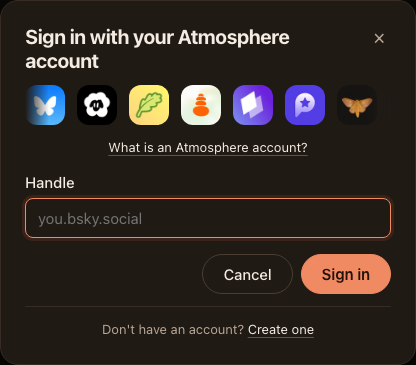 Sign in with your Atmosphere
account
What is an Atmosphere account?
Handle
you.bsky.social
Cancel
Sign in
Don't have an account? Create one